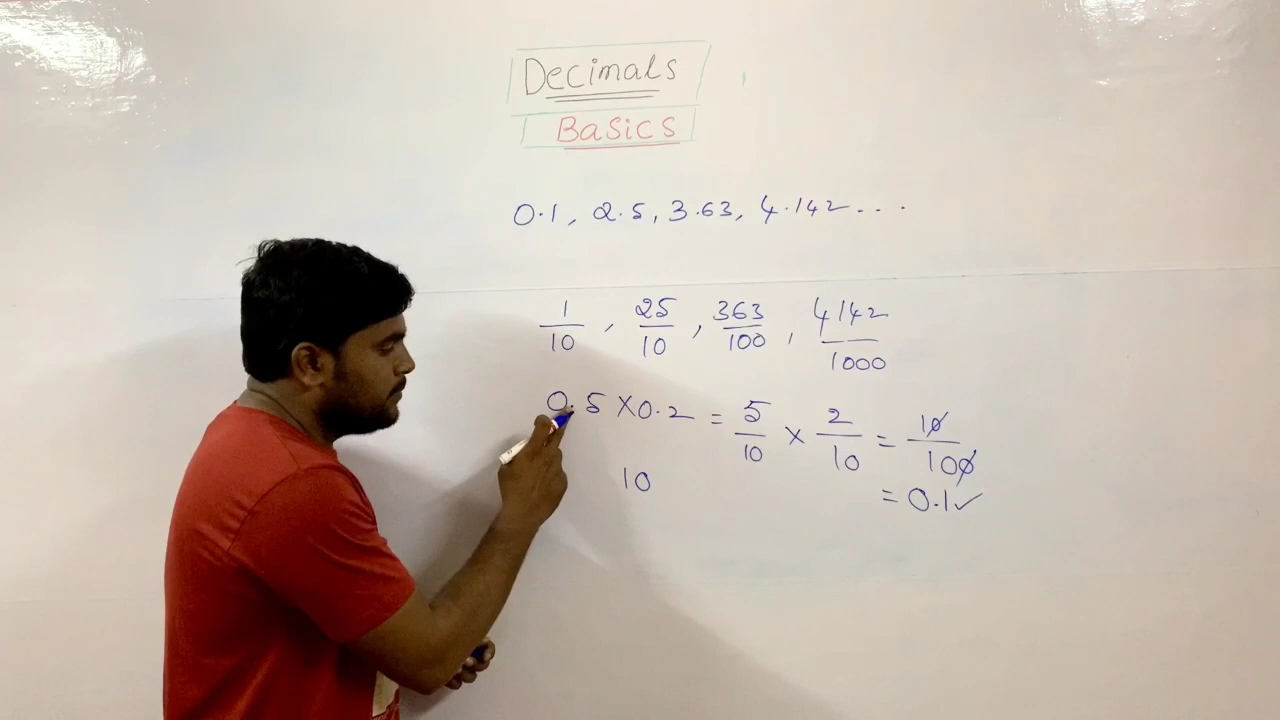 Decimals
Basics
0.1, 2.5, 3.63, 4.142...
1/10, 25/10, 363/100, 4142/1000
0.5 × 0.2 = 5/10 × 2/10 = 10/100
10
= 0.1✓